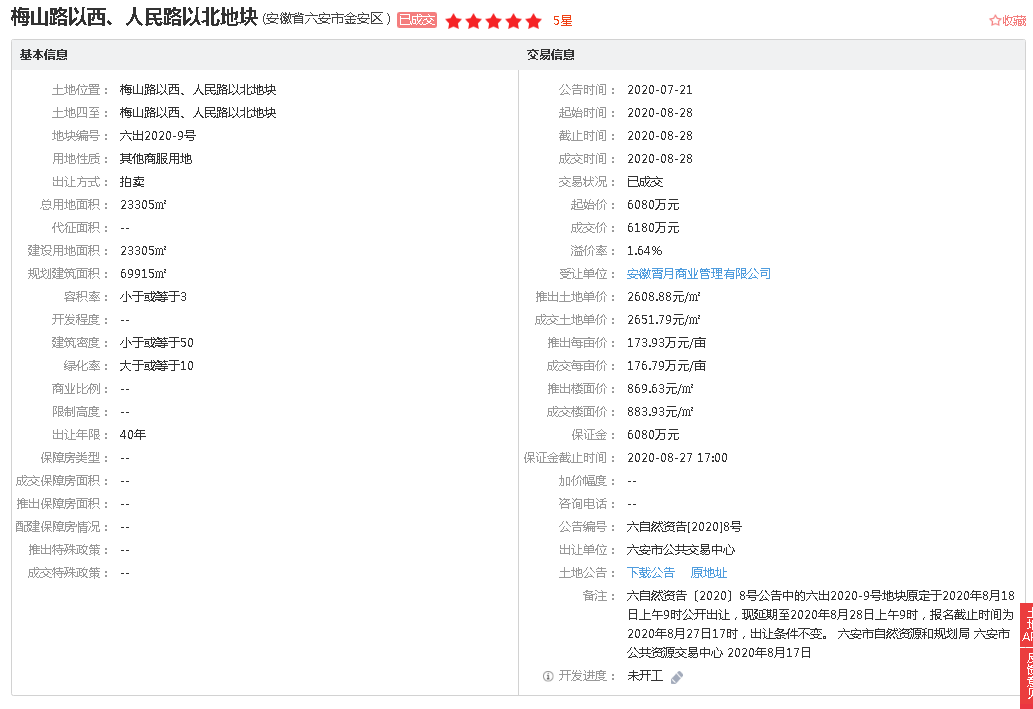 梅山路以西、人民路以北地块 (安徽省六安市金安区 ) 已成交 5星 ☆收藏
基本信息
土地位置： 梅山路以西、人民路以北地块
土地四至： 梅山路以西、人民路以北地块
地块编号： 六出2020-9号
用地性质： 其他商服用地
出让方式： 拍卖
总用地面积： 23305㎡
代征面积： --
建设用地面积： 23305㎡
规划建筑面积： 69915㎡
容积率： 小于或等于3
开发程度： --
建筑密度： 小于或等于50
绿化率： 大于或等于10
商业比例： --
限制高度： --
出让年限： 40年
保障房类型： --
成交保障房面积： --
推出保障房面积： --
配建保障房情况： --
推出特殊政策： --
成交特殊政策： --
交易信息
公告时间： 2020-07-21
起始时间： 2020-08-28
截止时间： 2020-08-28
成交时间： 2020-08-28
交易状况： 已成交
起始价： 6080万元
成交价： 6180万元
溢价率： 1.64%
受让单位： 安徽霄月商业管理有限公司
推出土地单价： 2608.88元/㎡
成交土地单价： 2651.79元/㎡
推出每亩价： 173.93万元/亩
成交每亩价： 176.79万元/亩
推出楼面价： 869.63元/㎡
成交楼面价： 883.93元/㎡
保证金： 6080万元
保证金截止时间： 2020-08-27 17:00
加价幅度： --
咨询电话： --
公告编号： 六自然资告[2020]8号
出让单位： 六安市公共交易中心
土地公告： 下载公告 原地址
备注： 六自然资告〔2020〕8号公告中的六出2020-9号地块原定于2020年8月18
日上午9时公开出让，现延期至2020年8月28日上午9时，报名截止时间为
2020年8月27日17时，出让条件不变。 六安市自然资源和规划局 六安市
公共资源交易中心 2020年8月17日
开发进度： 未开工